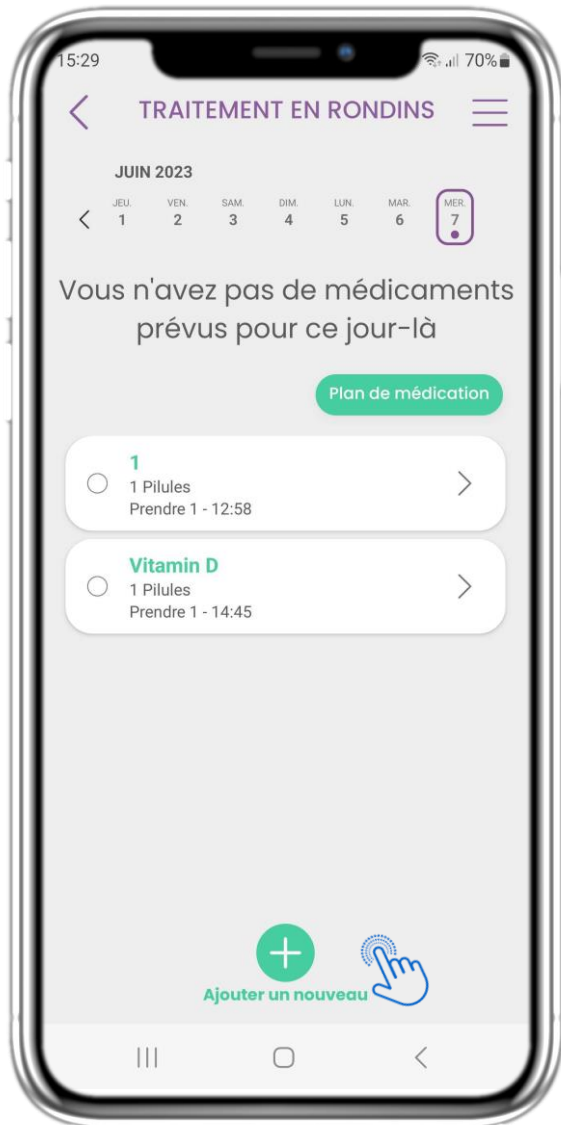 15:29 70%
TRAITEMENT EN RONDINS
JUIN 2023
JEU. VEN. SAM. DIM. LUN. MAR. MER.
1 2 3 4 5 6 7
Vous n'avez pas de médicaments
prévus pour ce jour-là
Plan de médication
1
1 Pilules
Prendre 1 - 12:58
Vitamin D
1 Pilules
Prendre 1 - 14:45
Ajouter un nouveau